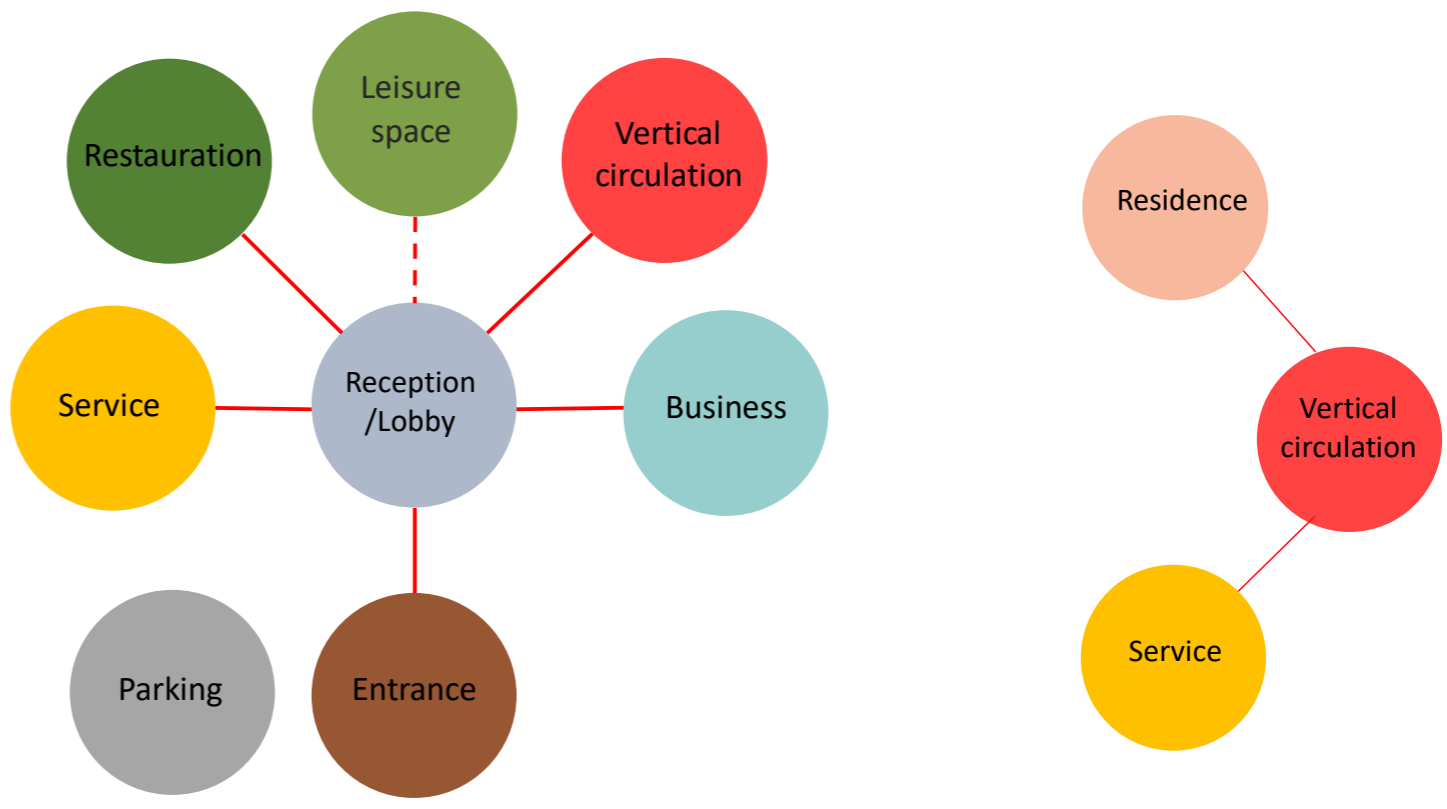 Leisure
space
Restauration
Vertical
circulation
Service
Reception
/Lobby
Business
Parking
Entrance
Residence
Vertical
circulation
Service